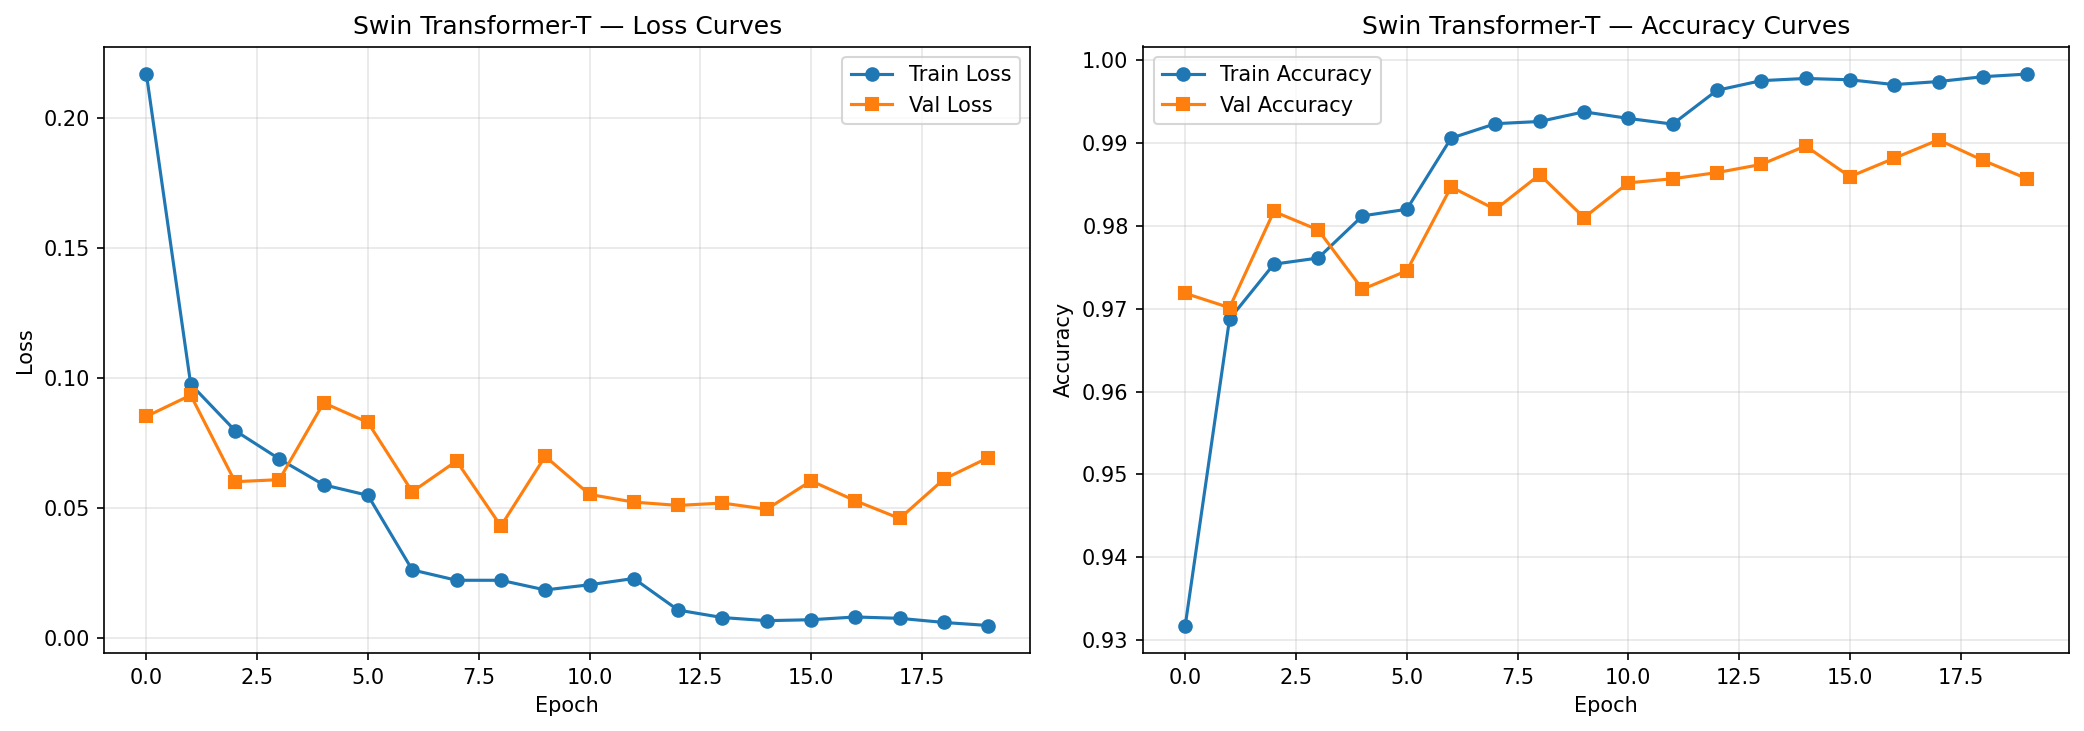 Swin Transformer-T — Loss Curves
Train Loss
Val Loss
Loss
0.20
0.15
0.10
0.05
0.00
0.0 2.5 5.0 7.5 10.0 12.5 15.0 17.5
Epoch
Swin Transformer-T — Accuracy Curves
Train Accuracy
Val Accuracy
Accuracy
1.00
0.99
0.98
0.97
0.96
0.95
0.94
0.93
0.0 2.5 5.0 7.5 10.0 12.5 15.0 17.5
Epoch